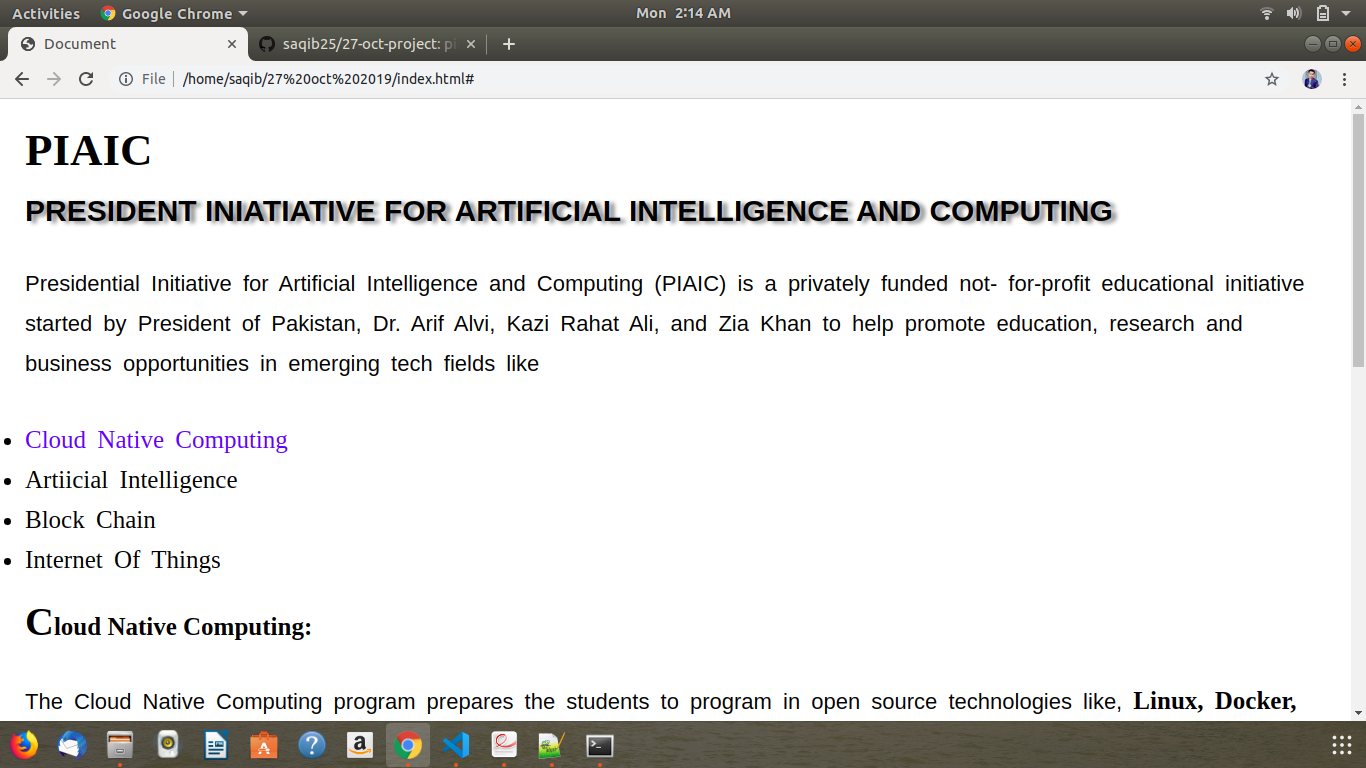 Activities Google Chrome Mon 2:14 AM
Document saqib25/27-oct-project: pi
File /home/saqib/27%20oct%202019/index.html#
PIAIC
PRESIDENT INIATIATIVE FOR ARTIFICIAL INTELLIGENCE AND COMPUTING
Presidential Initiative for Artificial Intelligence and Computing (PIAIC) is a privately funded not- for-profit educational initiative
started by President of Pakistan, Dr. Arif Alvi, Kazi Rahat Ali, and Zia Khan to help promote education, research and
business opportunities in emerging tech fields like
Cloud Native Computing
Artiicial Intelligence
Block Chain
Internet Of Things
Cloud Native Computing:
The Cloud Native Computing program prepares the students to program in open source technologies like, Linux, Docker,